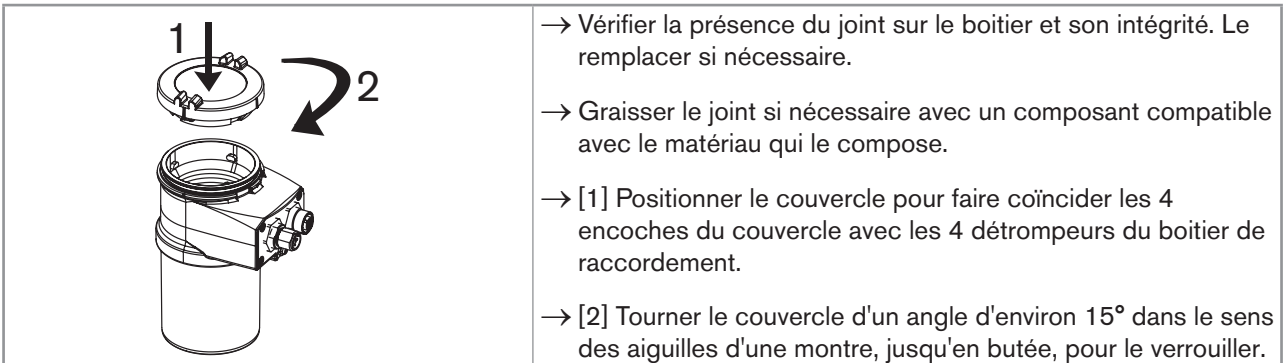 1
2
→ Vérifier la présence du joint sur le boitier et son intégrité. Le
remplacer si nécessaire.
→ Graisser le joint si nécessaire avec un composant compatible
avec le matériau qui le compose.
→ [1] Positionner le couvercle pour faire coïncider les 4
encoches du couvercle avec les 4 détrompeurs du boitier de
raccordement.
→ [2] Tourner le couvercle d'un angle d'environ 15° dans le sens
des aiguilles d'une montre, jusqu'en butée, pour le verrouiller.